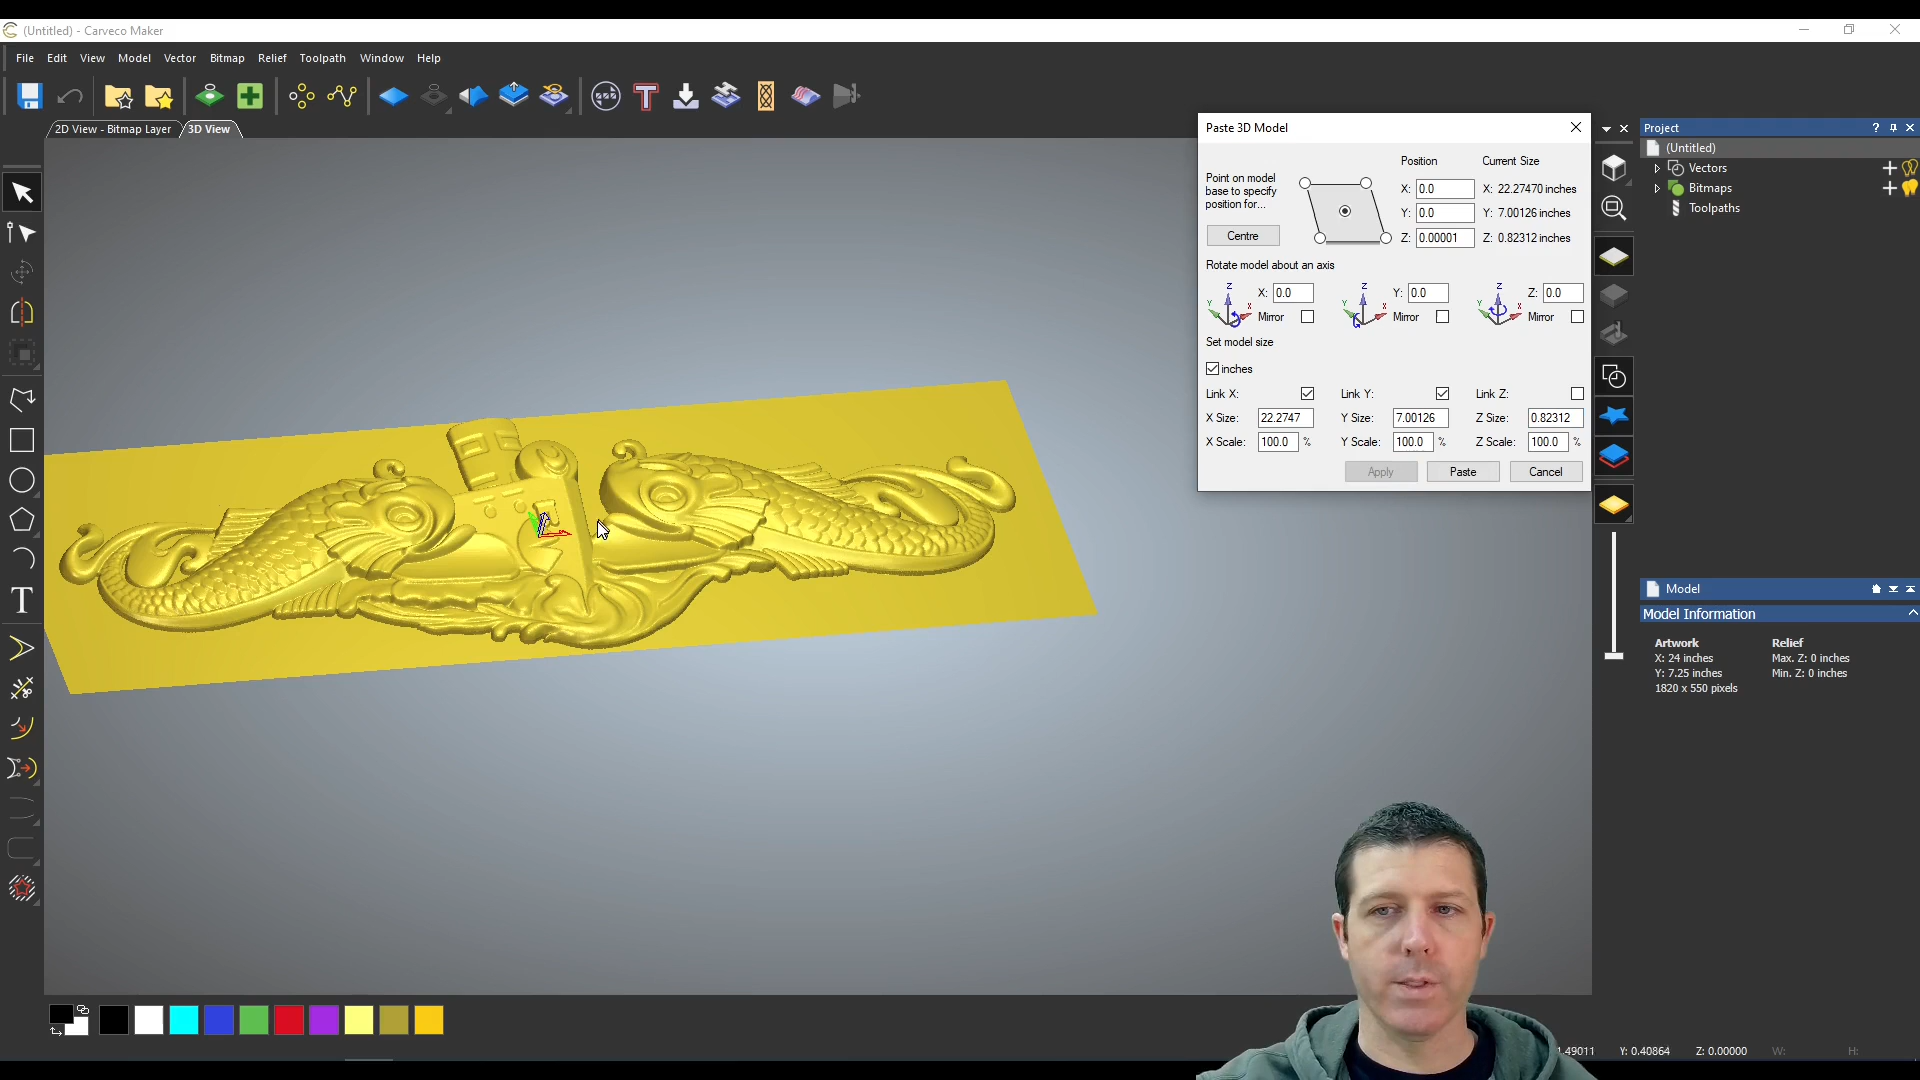 (Untitled) - Carveco Maker
File Edit View Model Vector Bitmap Relief Toolpath Window Help
2D View - Bitmap Layer 3D View
Paste 3D Model
Position Current Size
Point on model
base to specify
position for...
X: 0.0 X: 22.27470 inches
Y: 0.0 Y: 7.00126 inches
Centre
Z: 0.00001 Z: 0.82312 inches
Rotate model about an axis
X: 0.0 Y: 0.0 Z: 0.0
Mirror Mirror Mirror
Set model size
inches
Link X: Link Y: Link Z:
X Size: 22.2747 Y Size: 7.00126 Z Size: 0.82312
X Scale: 100.0 % Y Scale: 100.0 % Z Scale: 100.0 %
Apply Paste Cancel
Project
(Untitled)
Vectors
Bitmaps
Toolpaths
Model
Model Information
Artwork Relief
X: 24 inches Max. Z: 0 inches
Y: 7.25 inches Min. Z: 0 inches
1820 x 550 pixels
Y: 0.40864 Z: 0.00000 W: H: